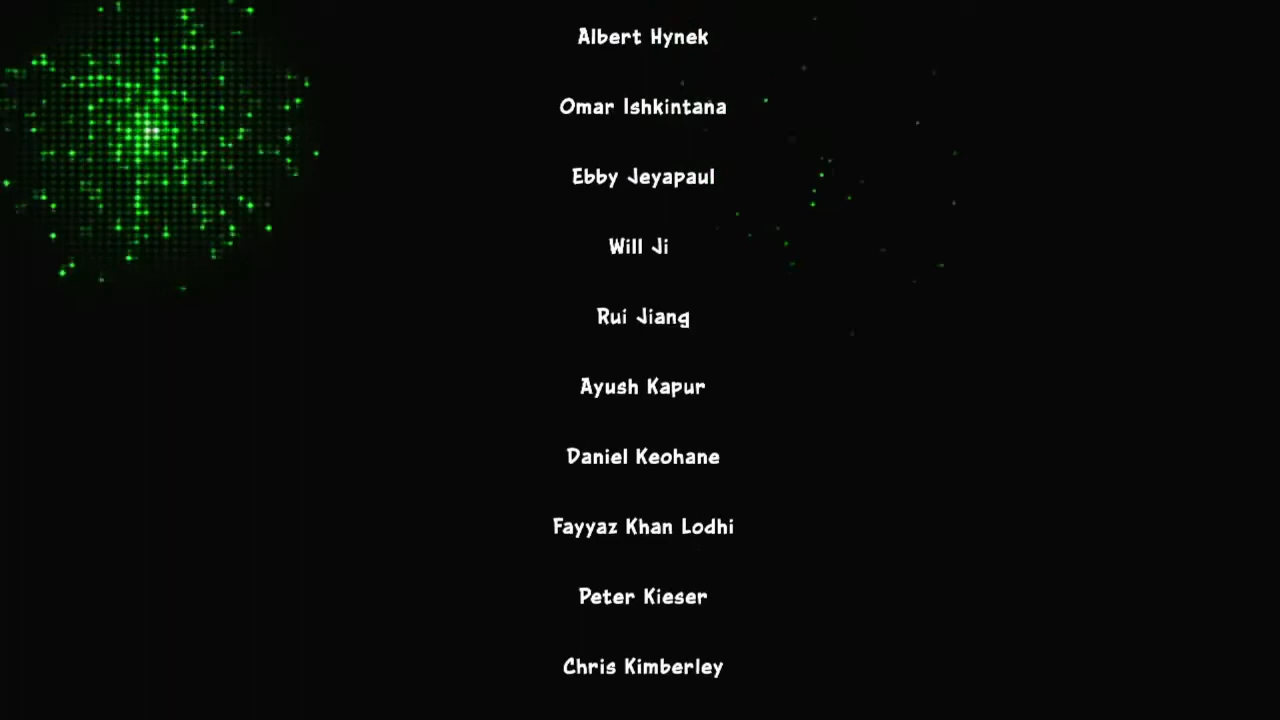 Albert Hynek
Omar Ishkintana
Ebby Jeyapaul
Will Ji
Rui Jiang
Ayush Kapur
Daniel Keohane
Fayyaz Khan Lodhi
Peter Kieser
Chris Kimberley